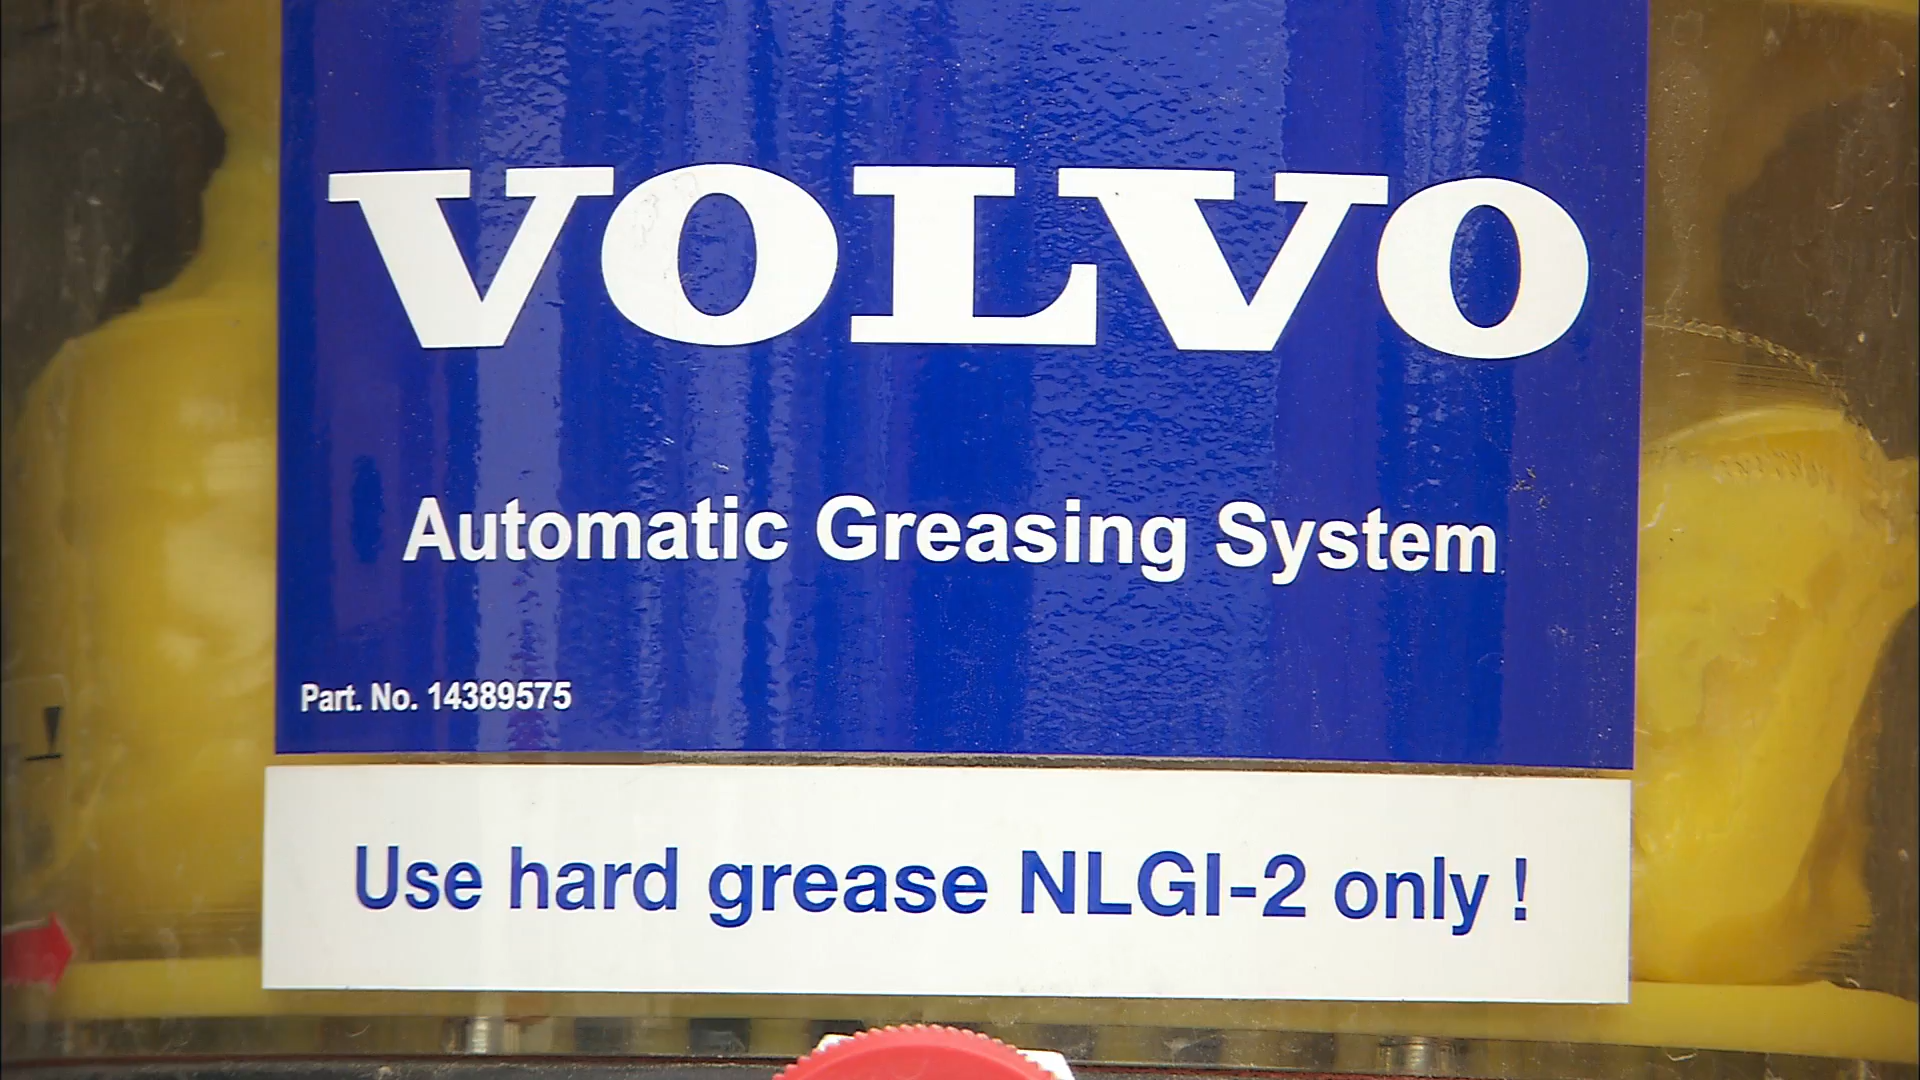 VOLVO
Automatic Greasing System
Part. No. 14389575
Use hard grease NLGI-2 only !